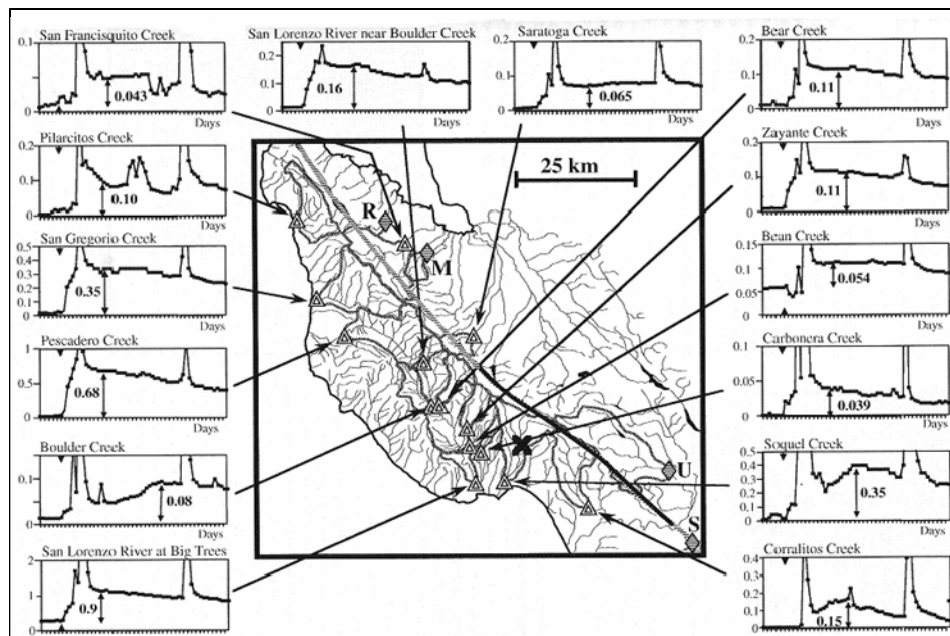 San Francisquito Creek
0.1
0
0.043
Days
San Lorenzo River near Boulder Creek
0.2
0.1
0
0.16
Days
Saratoga Creek
0.2
0.1
0
0.065
Days
Bear Creek
0.2
0.1
0
0.11
Days
Pilarcitos Creek
0.2
0.1
0
0.10
Days
Zayante Creek
0.2
0.1
0
0.11
Days
San Gregorio Creek
0.5
0.4
0.3
0.2
0.1
0
0.35
Days
Bean Creek
0.15
0.10
0.05
0.00
0.054
Days
Pescadero Creek
1
0.5
0
0.68
Days
Carbonera Creek
0.1
0.05
0
0.039
Days
Boulder Creek
0.1
0
0.08
Days
Soquel Creek
0.5
0.4
0.3
0.2
0.1
0
0.35
Days
San Lorenzo River at Big Trees
2
1
0
0.9
Days
Corralitos Creek
0.4
0.3
0.2
0.1
0
0.15
Days
25 km
R
M
U
S